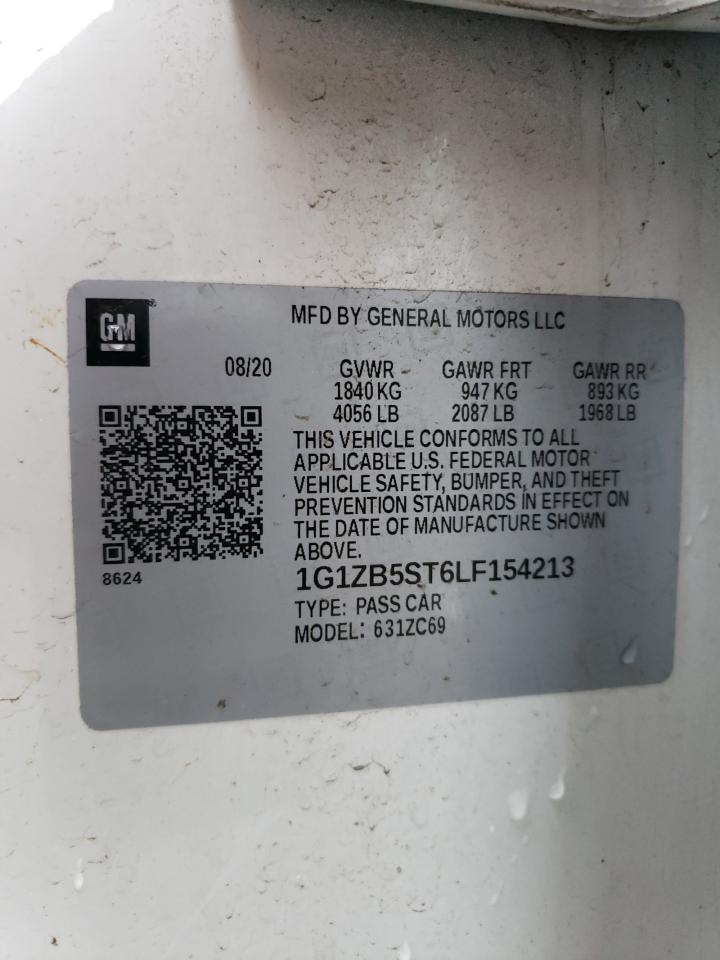 GM
MFD BY GENERAL MOTORS LLC
08/20 GVWR GAWR FRT GAWR RR
1840 KG 947 KG 893 KG
4056 LB 2087 LB 1968 LB
THIS VEHICLE CONFORMS TO ALL
APPLICABLE U.S. FEDERAL MOTOR
VEHICLE SAFETY, BUMPER, AND THEFT
PREVENTION STANDARDS IN EFFECT ON
THE DATE OF MANUFACTURE SHOWN
ABOVE.
8624 1G1ZB5ST6LF154213
TYPE: PASS CAR
MODEL: 631ZC69